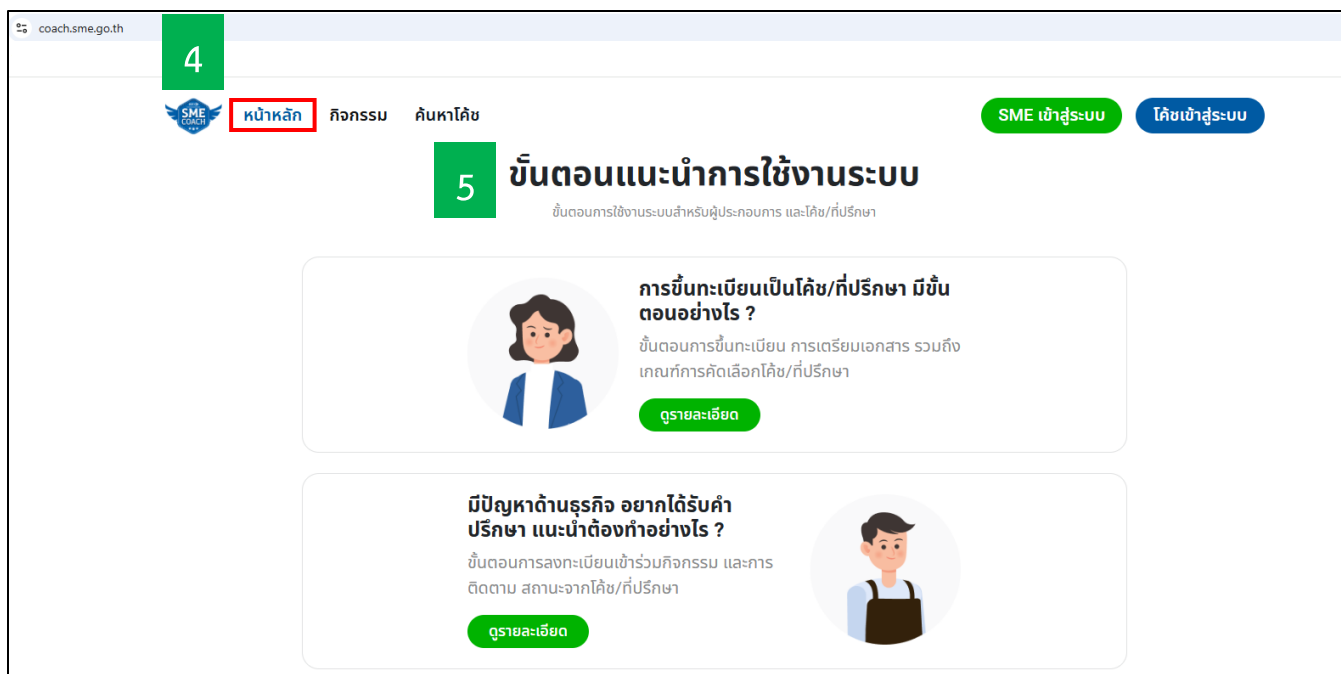 coach.sme.go.th
4
SME
COACH
หน้าหลัก
กิจกรรม
ค้นหาโค้ช
SME เข้าสู่ระบบ
โค้ชเข้าสู่ระบบ
5
ขั้นตอนแนะนำการใช้งานระบบ
ขั้นตอนการใช้งานระบบสำหรับผู้ประกอบการ และโค้ช/ที่ปรึกษา
การขึ้นทะเบียนเป็นโค้ช/ที่ปรึกษา มีขั้น
ตอนอย่างไร ?
ขั้นตอนการขึ้นทะเบียน การเตรียมเอกสาร รวมถึง
เกณฑ์การคัดเลือกโค้ช/ที่ปรึกษา
ดูรายละเอียด
มีปัญหาด้านธุรกิจ อยากได้รับคำ
ปรึกษา แนะนำต้องทำอย่างไร ?
ขั้นตอนการลงทะเบียนเข้าร่วมกิจกรรม และการ
ติดตาม สถานะจากโค้ช/ที่ปรึกษา
ดูรายละเอียด